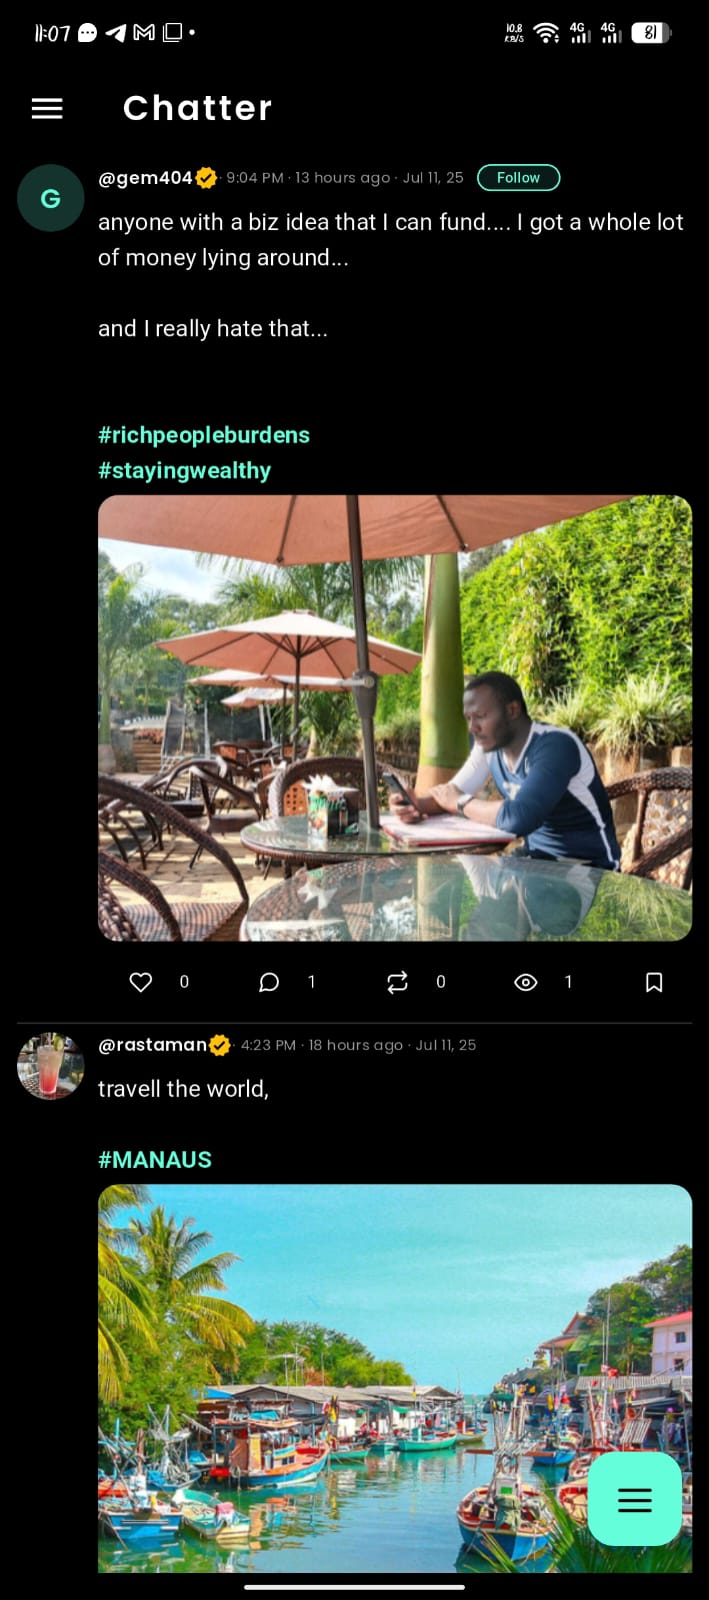 11:07
10.8
KB/S
4G
4G
81
Chatter
G
@gem404 · 9:04 PM · 13 hours ago · Jul 11, 25 Follow
anyone with a biz idea that I can fund.... I got a whole lot
of money lying around...
and I really hate that...
#richpeopleburdens
#stayingwealthy
0 1 0 1
@rastaman · 4:23 PM · 18 hours ago · Jul 11, 25
travell the world,
#MANAUS